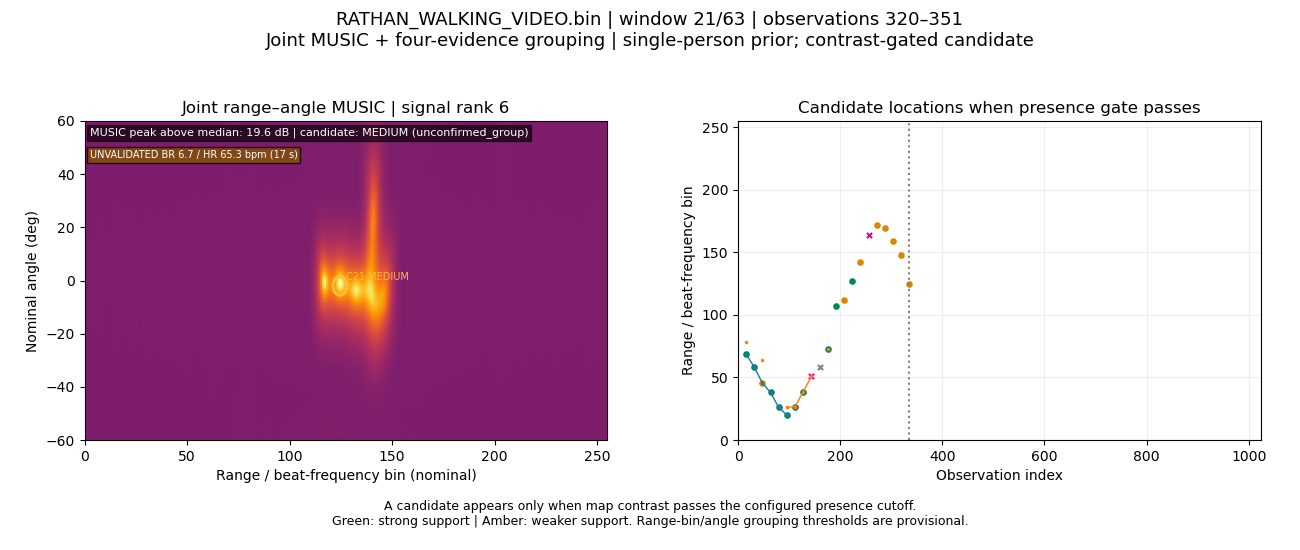 RATHAN_WALKING_VIDEO.bin | window 21/63 | observations 320–351
Joint MUSIC + four-evidence grouping | single-person prior; contrast-gated candidate
Joint range–angle MUSIC | signal rank 6
MUSIC peak above median: 19.6 dB | candidate: MEDIUM (unconfirmed_group)
UNVALIDATED BR 6.7 / HR 65.3 bpm (17 s)
C21 MEDIUM
60
40
20
0
−20
−40
−60
Nominal angle (deg)
0
50
100
150
200
250
Range / beat-frequency bin (nominal)
Candidate locations when presence gate passes
250
200
150
100
50
0
Range / beat-frequency bin
0
200
400
600
800
1000
Observation index
A candidate appears only when map contrast passes the configured presence cutoff.
Green: strong support | Amber: weaker support. Range-bin/angle grouping thresholds are provisional.